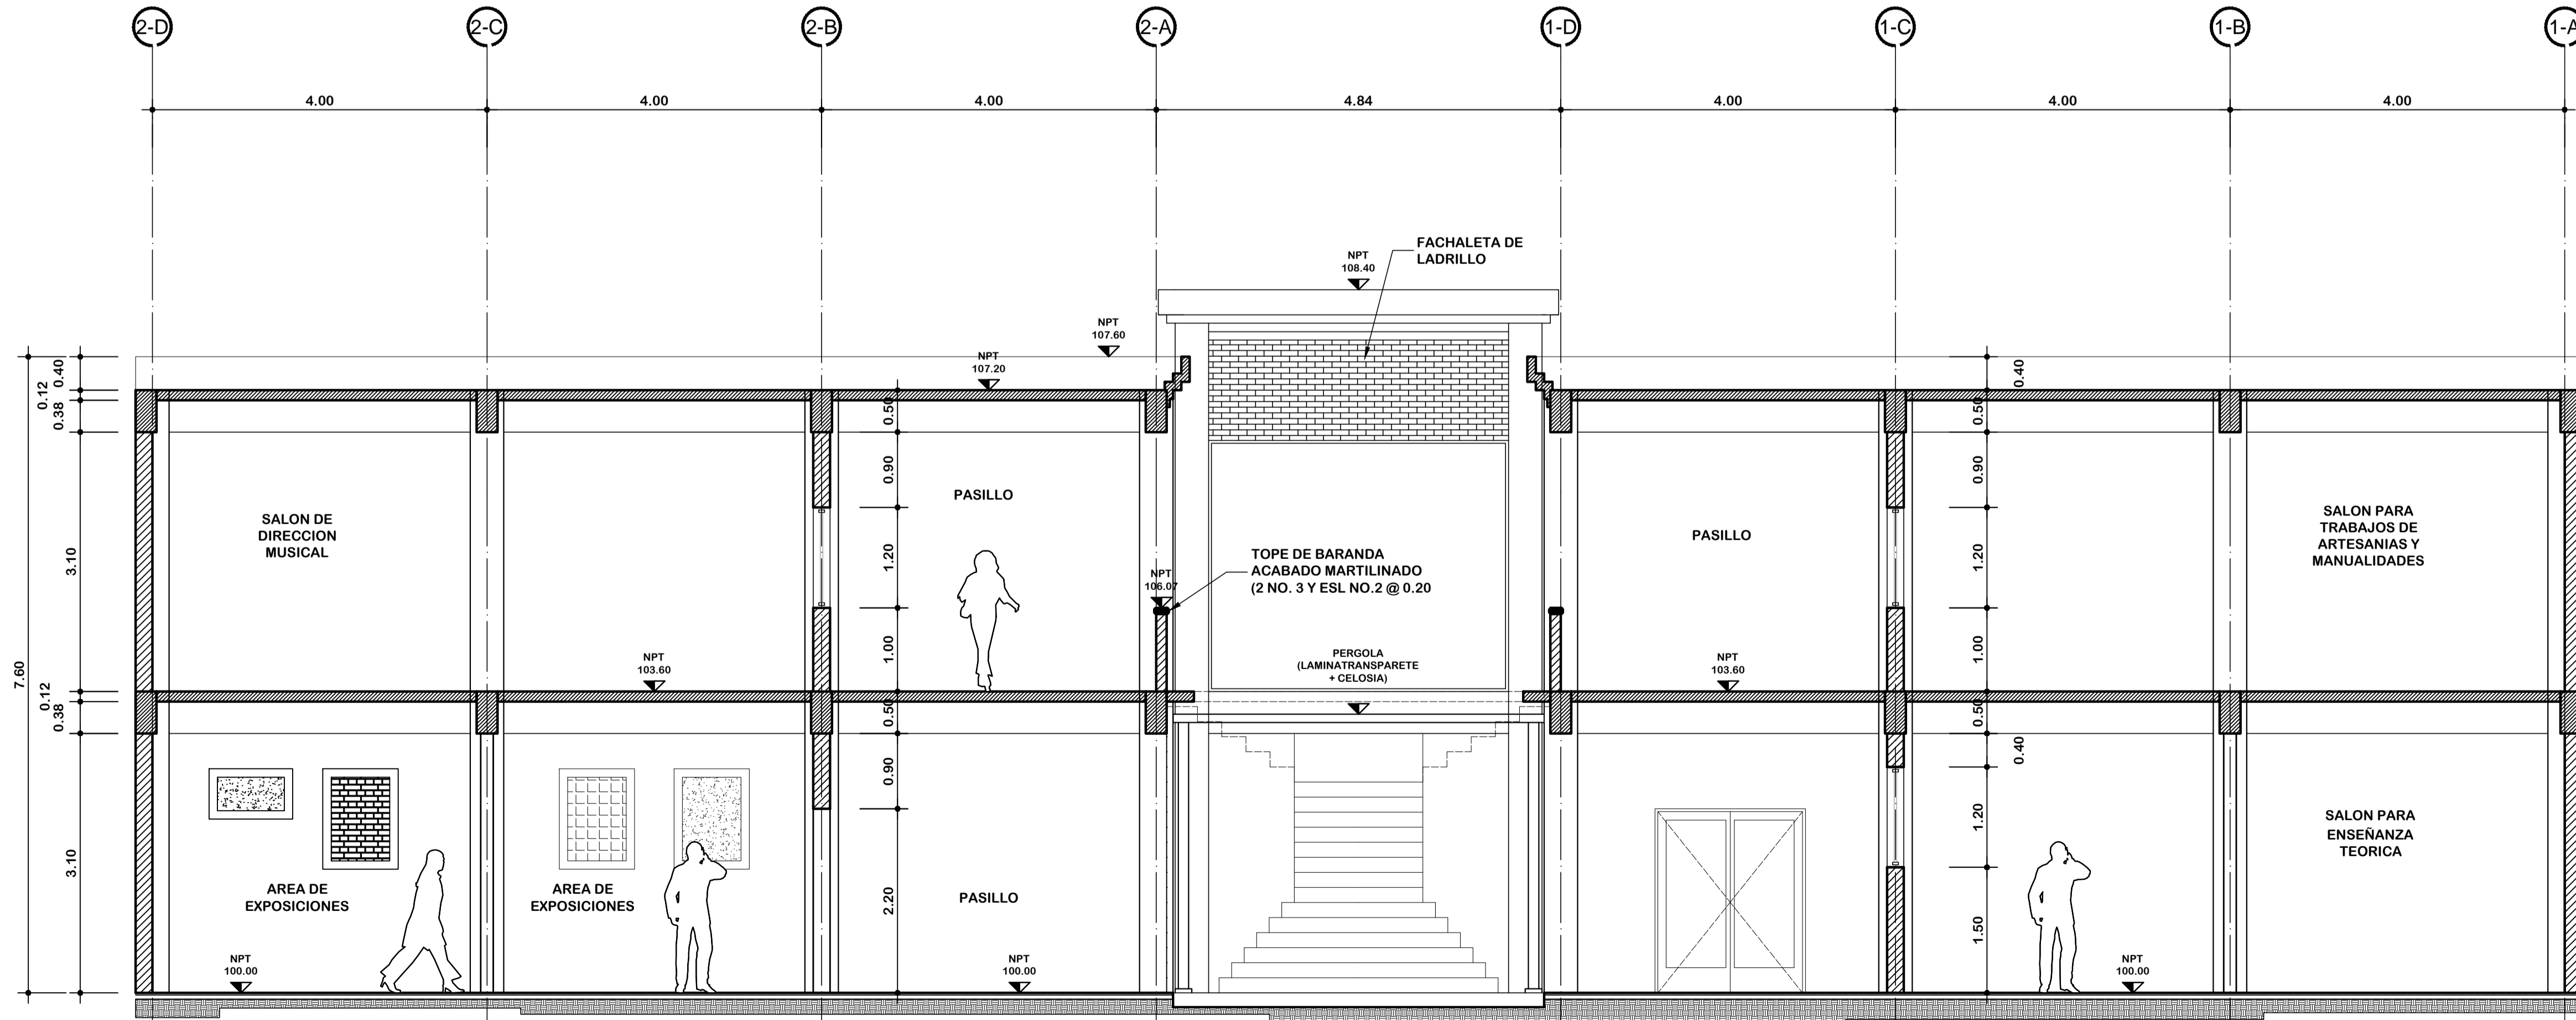 2-D 2-C 2-B 2-A 1-D 1-C 1-B 1-A
4.00 4.00 4.00 4.84 4.00 4.00 4.00
FACHALETA DE
LADRILLO
NPT
108.40
NPT
107.60
NPT
107.20
0.40
0.12
0.38
3.10
7.60
0.12
0.38
3.10
SALON DE
DIRECCION
MUSICAL
NPT
103.60
0.50
0.90
1.20
1.00
0.50
0.90
2.20
PASILLO
NPT
106.07
TOPE DE BARANDA
ACABADO MARTILINADO
(2 NO. 3 Y ESL NO.2 @ 0.20
PERGOLA
(LAMINATRANSPARETE
+ CELOSIA)
PASILLO
NPT
103.60
0.40
0.50
0.90
1.20
1.00
0.50
0.40
1.20
1.50
SALON PARA
TRABAJOS DE
ARTESANIAS Y
MANUALIDADES
AREA DE
EXPOSICIONES
AREA DE
EXPOSICIONES
PASILLO
SALON PARA
ENSEÑANZA
TEORICA
NPT
100.00
NPT
100.00
NPT
100.00